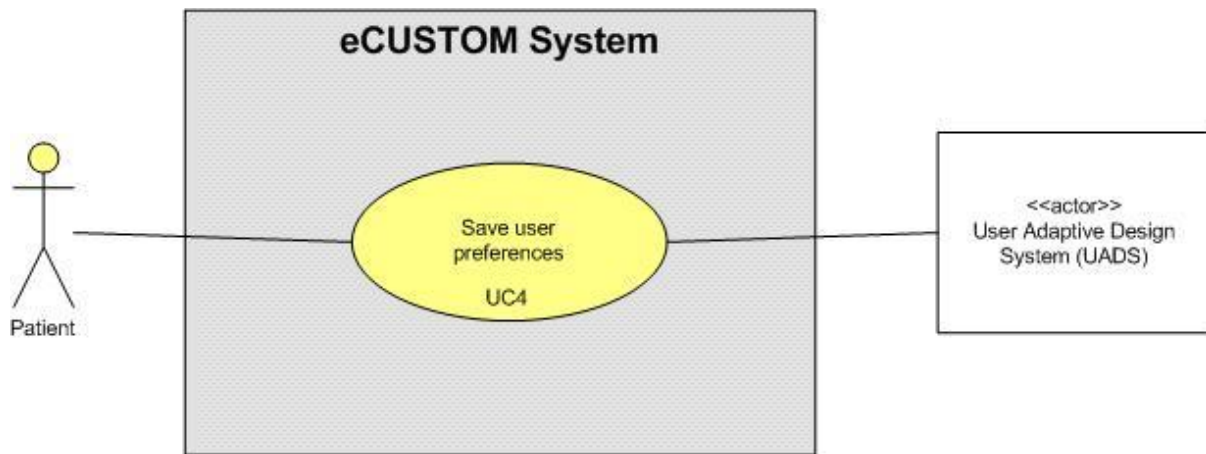 eCUSTOM System
Save user
preferences
UC4
Patient
<<actor>>
User Adaptive Design
System (UADS)